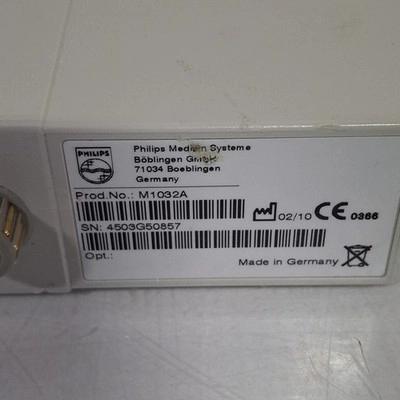 PHILIPS
Philips Medizin Systeme
Böblingen GmbH
71034 Boeblingen
Germany
Prod.No.: M1032A
02/10 CE 0366
SN: 4503G50857
Opt.:
Made in Germany